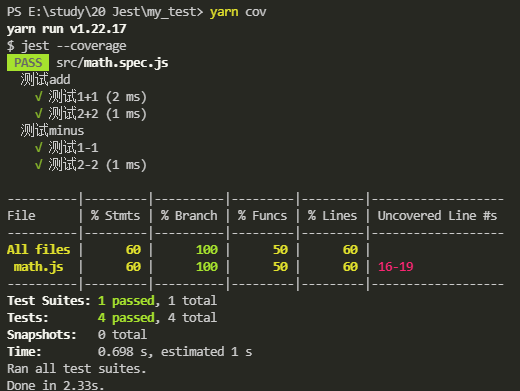 PS E:\study\20 Jest\my_test> yarn cov
yarn run v1.22.17
$ jest --coverage
PASS src/math.spec.js
测试add
√ 测试1+1 (2 ms)
√ 测试2+2 (1 ms)
测试minus
√ 测试1-1
√ 测试2-2 (1 ms)
----------|---------|----------|---------|---------|-------------------
File      | % Stmts | % Branch | % Funcs | % Lines | Uncovered Line #s
----------|---------|----------|---------|---------|-------------------
All files |      60 |      100 |      50 |      60 |
math.js  |      60 |      100 |      50 |      60 | 16-19
----------|---------|----------|---------|---------|-------------------
Test Suites: 1 passed, 1 total
Tests:       4 passed, 4 total
Snapshots:   0 total
Time:        0.698 s, estimated 1 s
Ran all test suites.
Done in 2.33s.